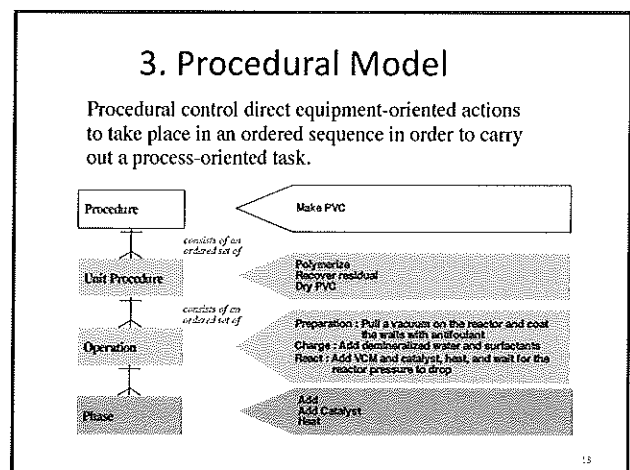 3. Procedural Model
Procedural control direct equipment-oriented actions
to take place in an ordered sequence in order to carry
out a process-oriented task.
Procedure
Make PVC
consists of an
ordered set of
Unit Procedure
Polymerize
Recover residual
Dry PVC
consists of an
ordered set of
Operation
Preparation : Pull a vacuum on the reactor and coat
the walls with antifoulant
Charge : Add demineralized water and surfactants
React : Add VCM and catalyst, heat, and wait for the
reactor pressure to drop
Phase
Add
Add Catalyst
Heat